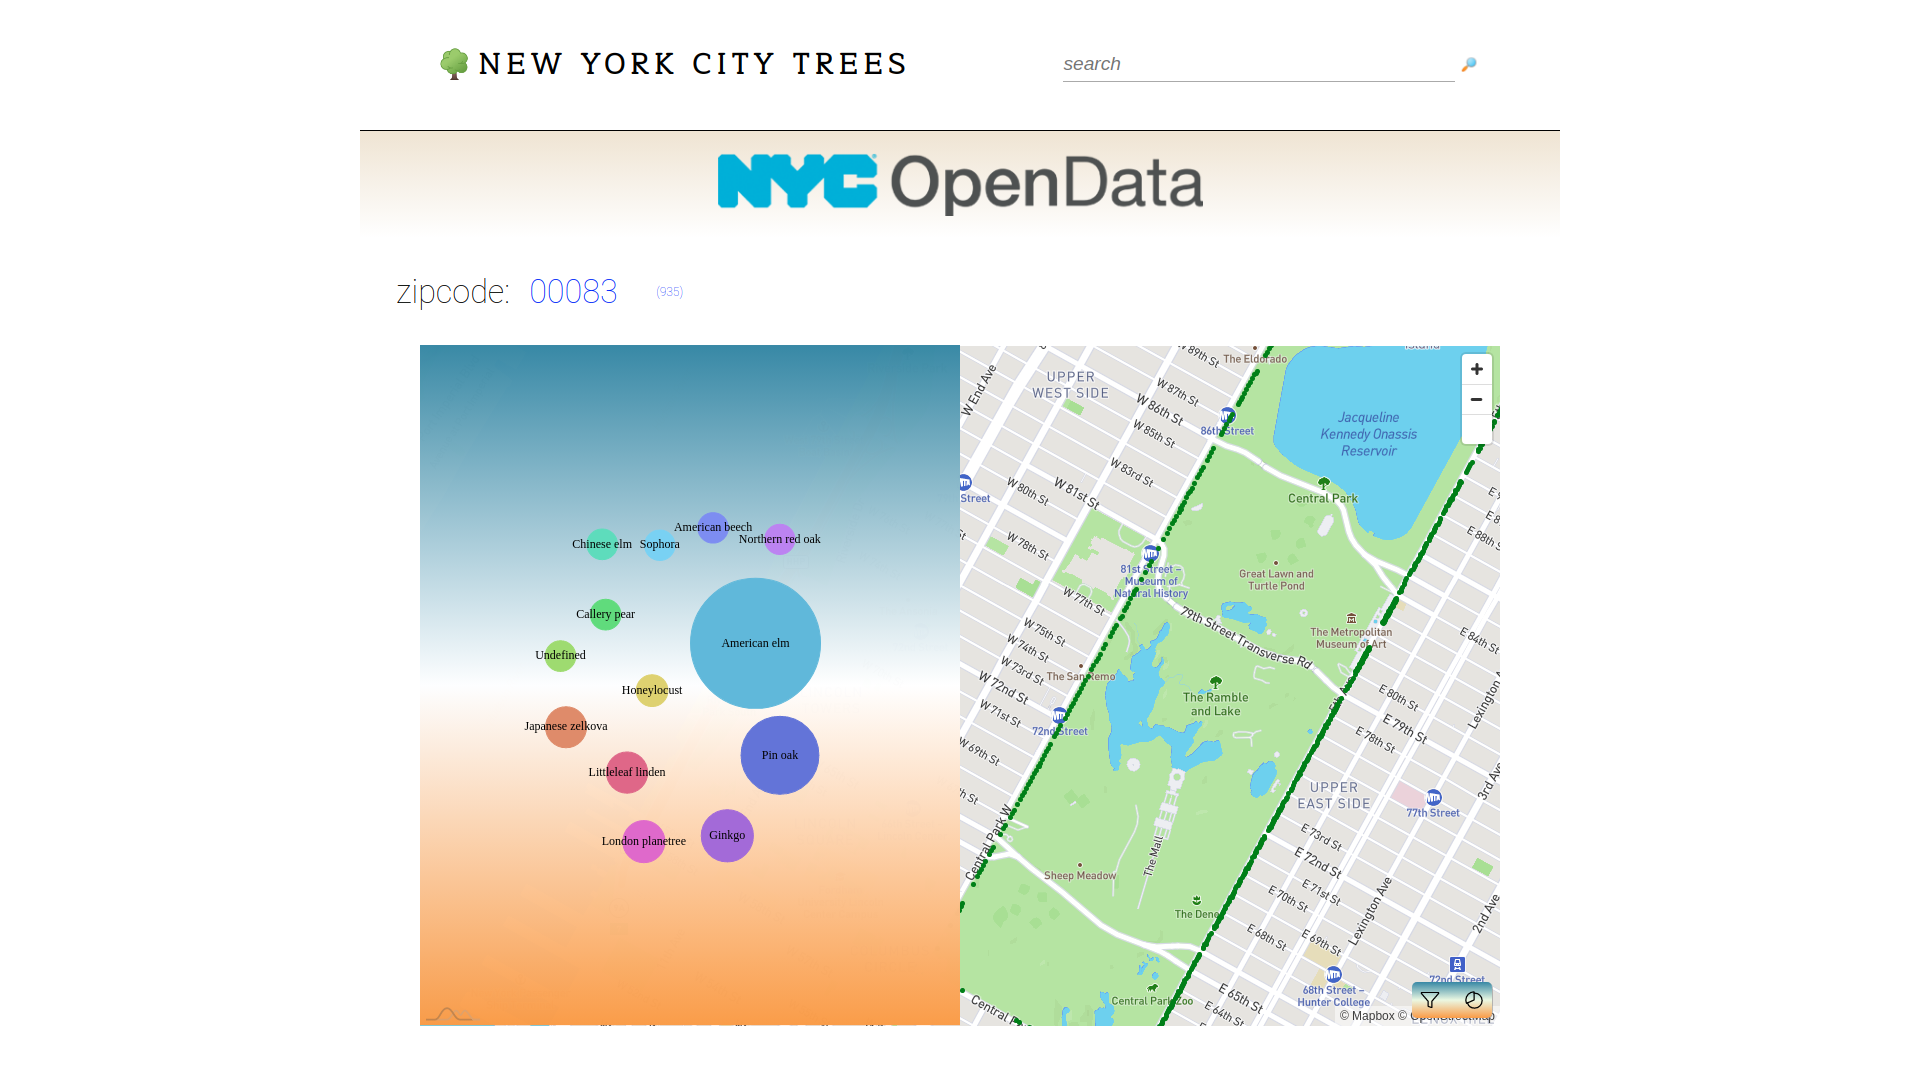 NEW YORK CITY TREES
search
NYC OpenData
zipcode: 00083 (935)
American beech
Northern red oak
Chinese elm
Sophora
Callery pear
American elm
Undefined
Honeylocust
Japanese zelkova
Pin oak
Littleleaf linden
Ginkgo
London planetree
W 89th St
The Eldorado
UPPER
WEST SIDE
W End Ave
W 87th St
W 86th St
86th Street
W 85th St
Jacqueline
Kennedy Onassis
Reservoir
W 83rd St
W 81st St
W 80th St
Street
Central Park
E 88th St
W 78th St
81st Street –
Museum of
Natural History
Great Lawn and
Turtle Pond
W 77th St
79th Street Transverse Rd
The Metropolitan
Museum of Art
W 75th St
W 74th St
W 73rd St
W 72nd St
W 71st St
The San Remo
E 84th St
The Ramble
and Lake
E 80th St
E 79th St
E 78th St
Lexington A
72nd Street
W 69th St
UPPER
EAST SIDE
77th Street
3rd Av
Central Park W
The Mall
E 73rd St
E 72nd St
E 71st St
E 70th St
Sheep Meadow
The Dene
Lexington Ave
2nd Ave
E 69th St
E 68th St
72nd Street
68th Street –
Hunter College
Central Park Zoo
E 65th St
E 64th St
Central
© Mapbox © OpenStreetMap